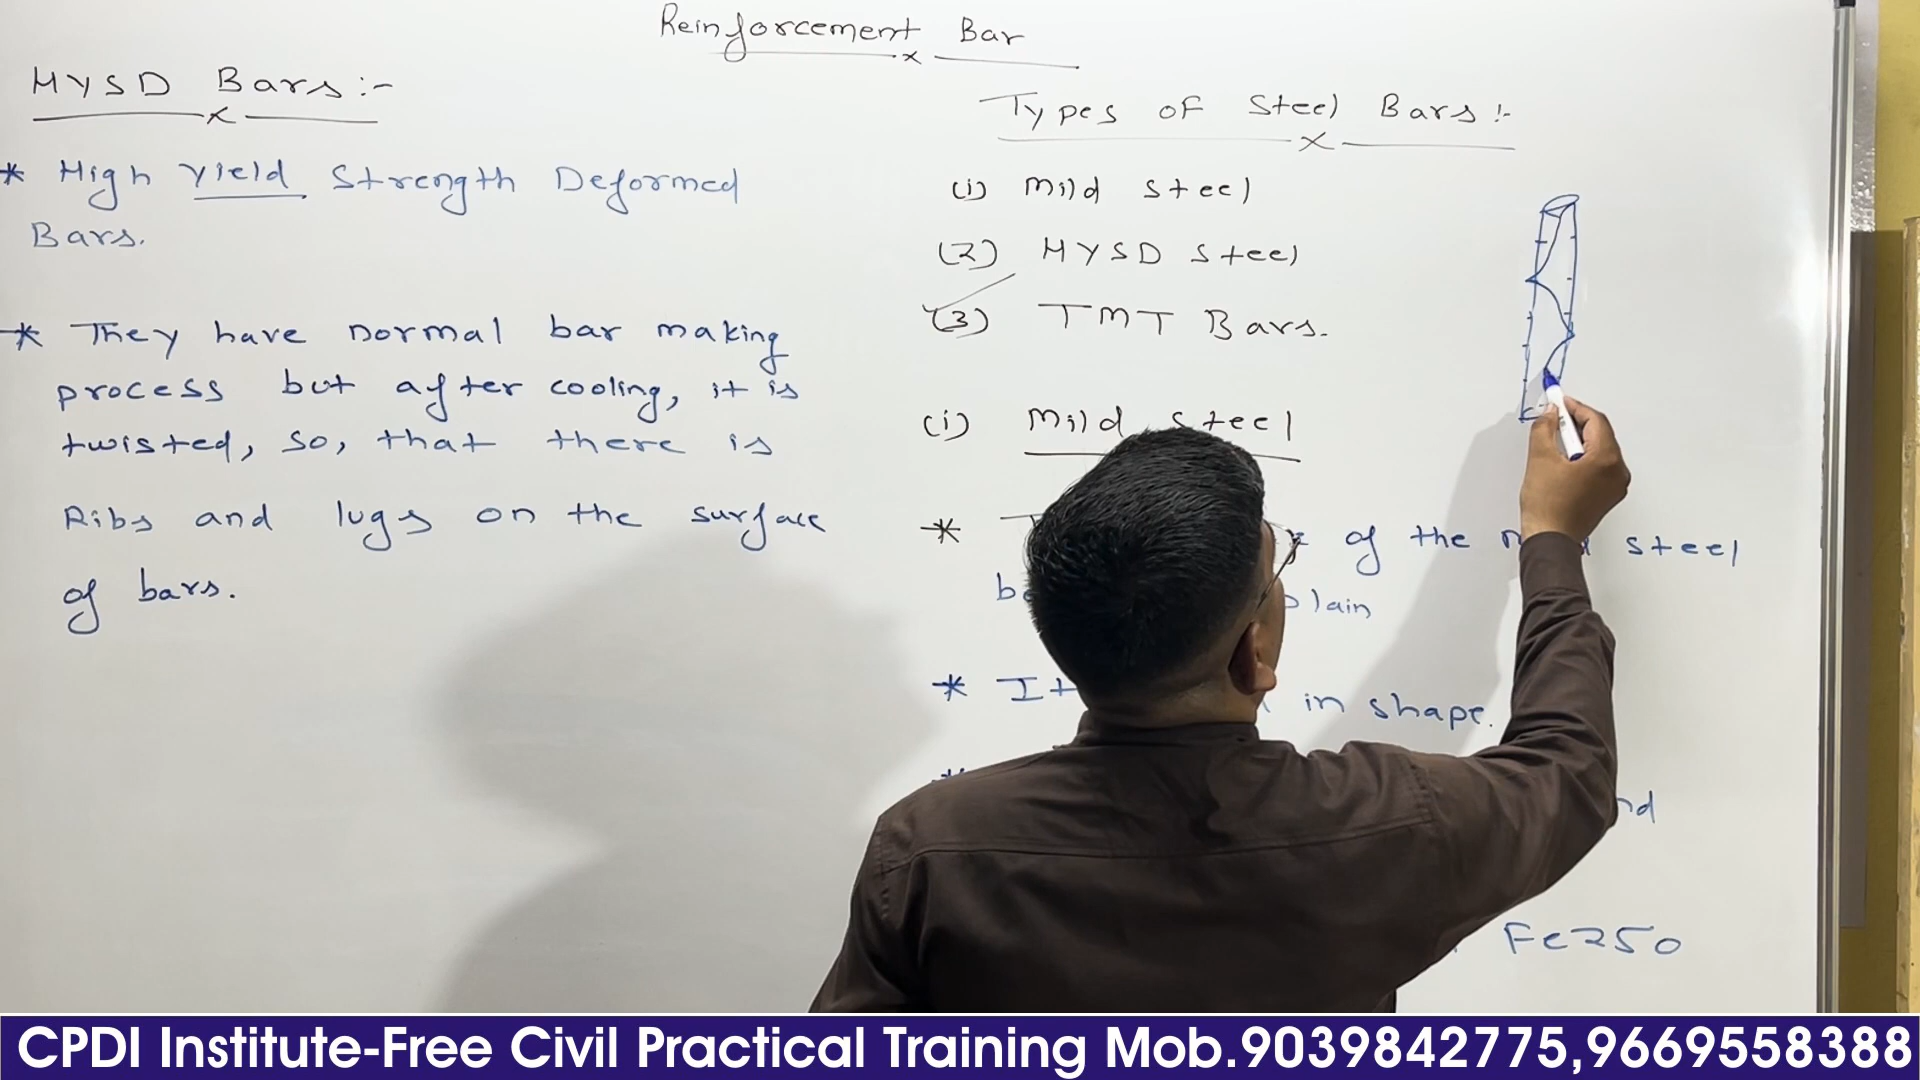 Reinforcement Bar
HYSD Bars:-
* High Yield Strength Deformed
Bars.
* They have normal bar making
process but after cooling, it is
twisted, so, that there is
Ribs and lugs on the surface
of bars.
Types of Steel Bars:-
(i) Mild steel
(2) HYSD steel
(3) TMT Bars.
(i) Mild Steel
* of the steel
plain
* It in shape.
*
Fe250
CPDI Institute-Free Civil Practical Training Mob.9039842775,9669558388